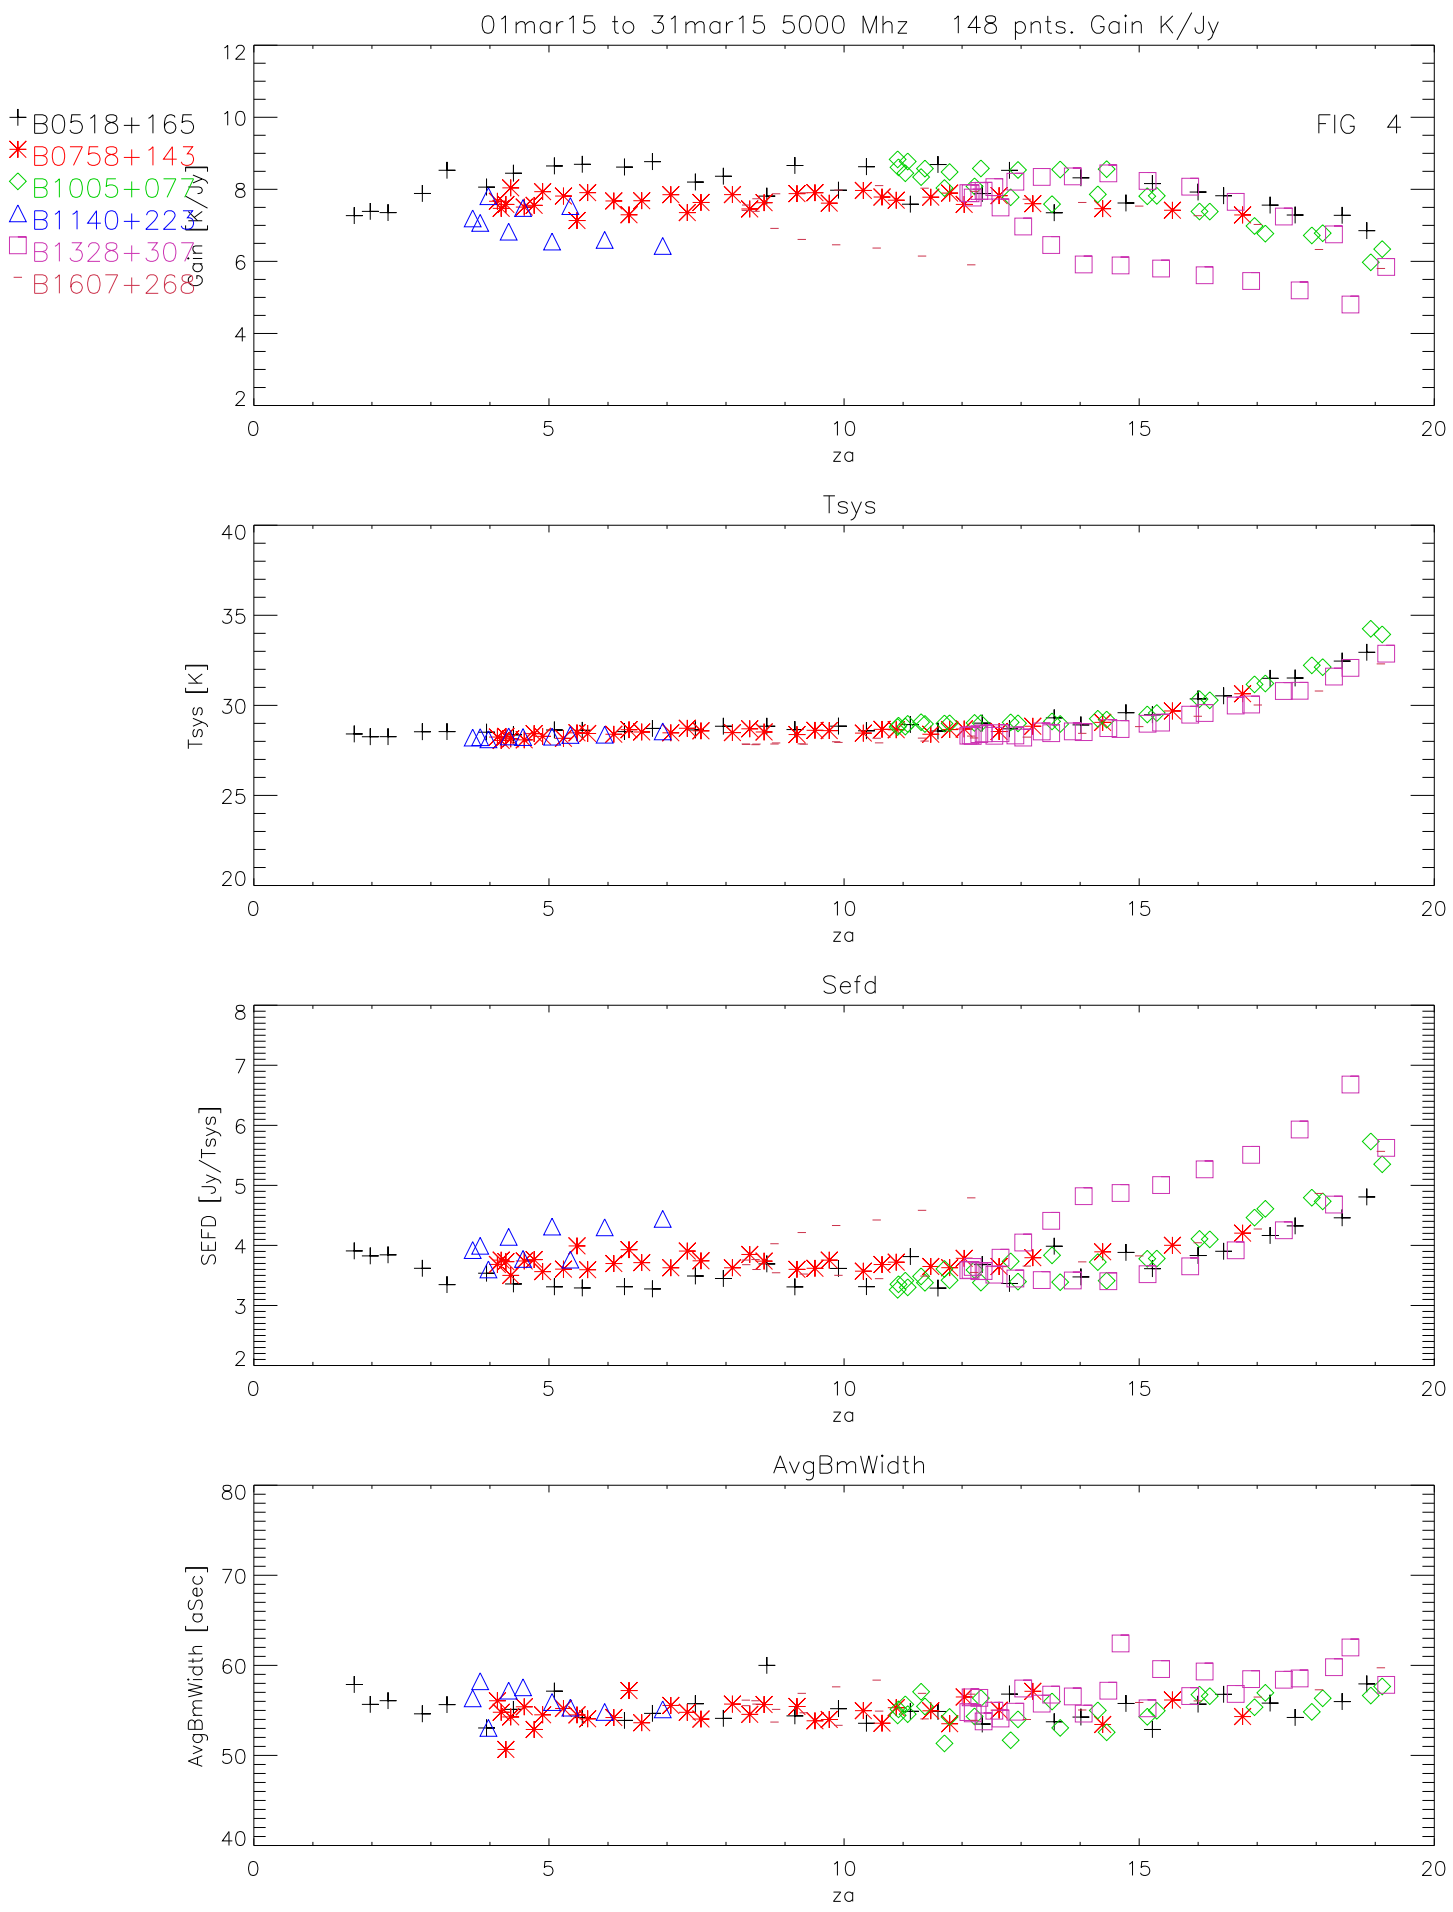 01mar15 to 31mar15 5000 Mhz 148 pnts. Gain K/Jy
FIG 4
B0518+165
B0758+143
B1005+077
B1140+223
B1328+307
B1607+268
Gain [K/Jy]
12
10
8
6
4
2
0 5 10 15 20
za
Tsys
Tsys [K]
40
35
30
25
20
0 5 10 15 20
za
Sefd
SEFD [Jy/Tsys]
8
7
6
5
4
3
2
0 5 10 15 20
za
AvgBmWidth
AvgBmWidth [aSec]
80
70
60
50
40
0 5 10 15 20
za